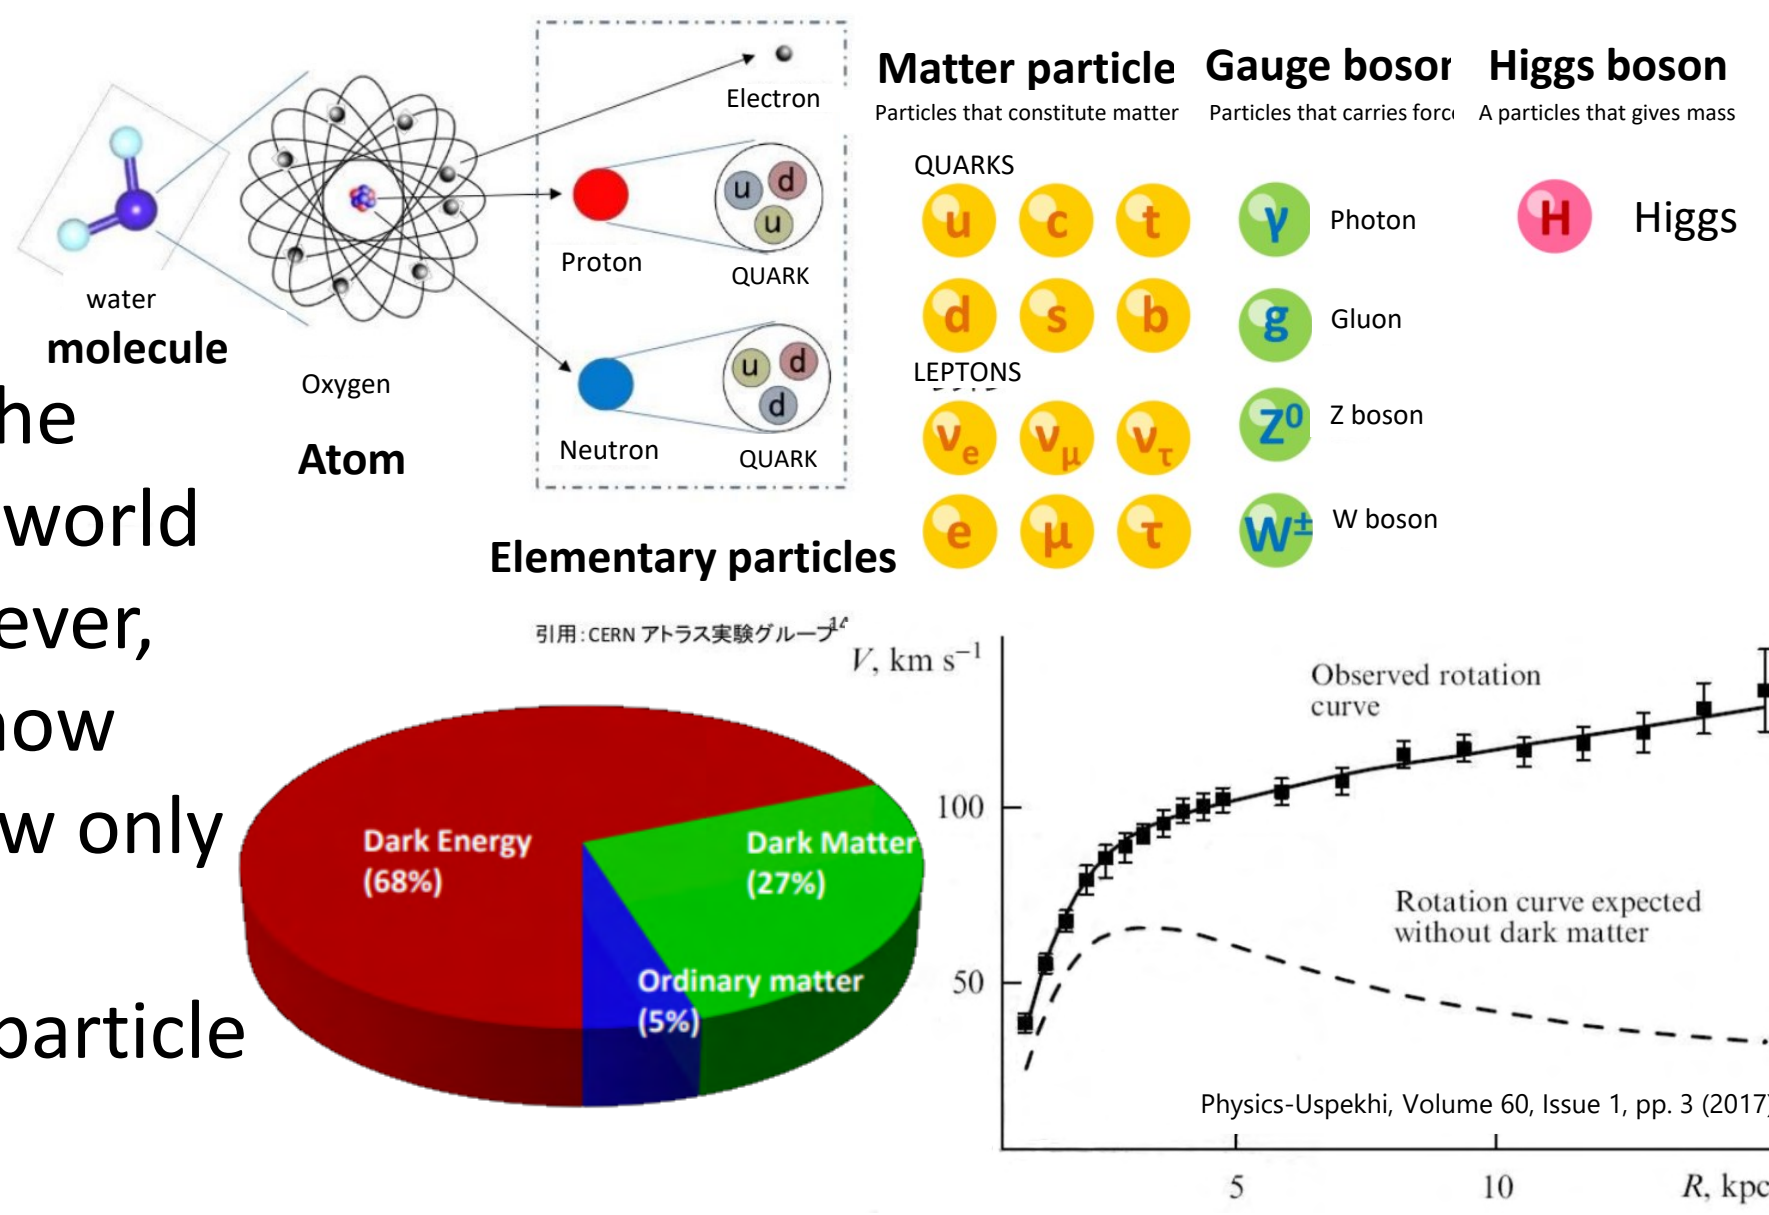 Electron
u
d
u
Proton
QUARK
u
d
d
Neutron
QUARK
water
molecule
Oxygen
Atom
Elementary particles
Matter particle
Particles that constitute matter
QUARKS
u c t
d s b
LEPTONS
νe νμ ντ
e μ τ
Gauge boson
Particles that carries force
γ Photon
g Gluon
Z⁰ Z boson
W± W boson
Higgs boson
A particles that gives mass
H Higgs
he
world
ever,
now
w only
particle
引用：CERN アトラス実験グループ
Dark Energy
(68%)
Dark Matter
(27%)
Ordinary matter
(5%)
V, km s⁻¹
Observed rotation
curve
100
Rotation curve expected
without dark matter
50
Physics-Uspekhi, Volume 60, Issue 1, pp. 3 (2017)
5 10 R, kpc